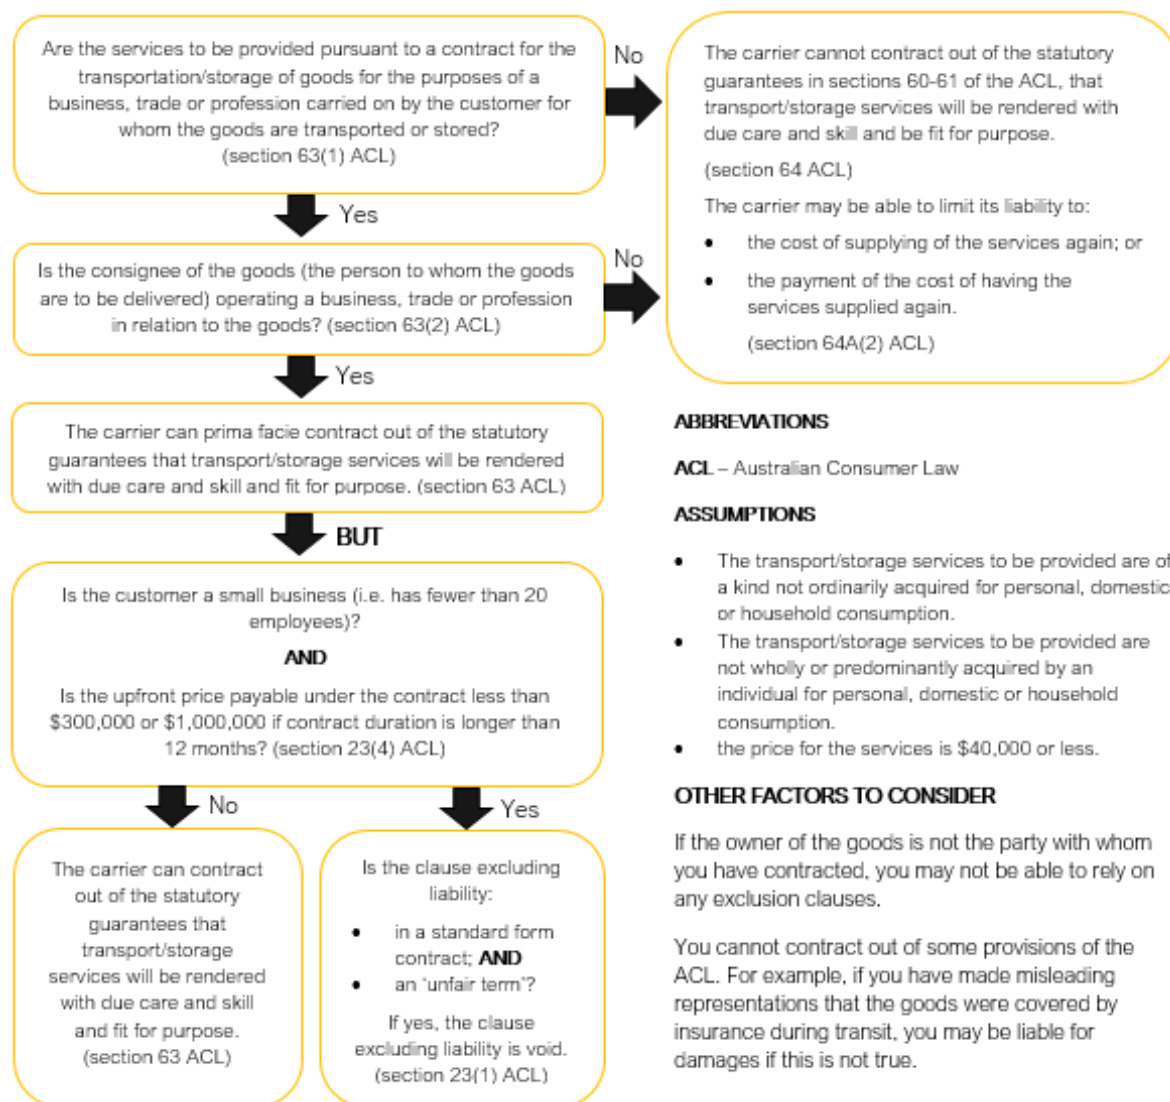 Are the services to be provided pursuant to a contract for the
transportation/storage of goods for the purposes of a
business, trade or profession carried on by the customer for
whom the goods are transported or stored?
(section 63(1) ACL)
No
The carrier cannot contract out of the statutory
guarantees in sections 60-61 of the ACL, that
transport/storage services will be rendered with
due care and skill and be fit for purpose.
(section 64 ACL)
The carrier may be able to limit its liability to:
• the cost of supplying of the services again; or
• the payment of the cost of having the
services supplied again.
(section 64A(2) ACL)
Yes
Is the consignee of the goods (the person to whom the goods
are to be delivered) operating a business, trade or profession
in relation to the goods? (section 63(2) ACL)
No
Yes
The carrier can prima facie contract out of the statutory
guarantees that transport/storage services will be rendered
with due care and skill and fit for purpose. (section 63 ACL)
BUT
Is the customer a small business (i.e. has fewer than 20
employees)?
AND
Is the upfront price payable under the contract less than
$300,000 or $1,000,000 if contract duration is longer than
12 months? (section 23(4) ACL)
No
Yes
The carrier can contract
out of the statutory
guarantees that
transport/storage
services will be rendered
with due care and skill
and fit for purpose.
(section 63 ACL)
Is the clause excluding
liability:
• in a standard form
contract; AND
• an 'unfair term'?
If yes, the clause
excluding liability is void.
(section 23(1) ACL)
ABBREVIATIONS
ACL – Australian Consumer Law
ASSUMPTIONS
• The transport/storage services to be provided are of
a kind not ordinarily acquired for personal, domestic
or household consumption.
• The transport/storage services to be provided are
not wholly or predominantly acquired by an
individual for personal, domestic or household
consumption.
• the price for the services is $40,000 or less.
OTHER FACTORS TO CONSIDER
If the owner of the goods is not the party with whom
you have contracted, you may not be able to rely on
any exclusion clauses.
You cannot contract out of some provisions of the
ACL. For example, if you have made misleading
representations that the goods were covered by
insurance during transit, you may be liable for
damages if this is not true.